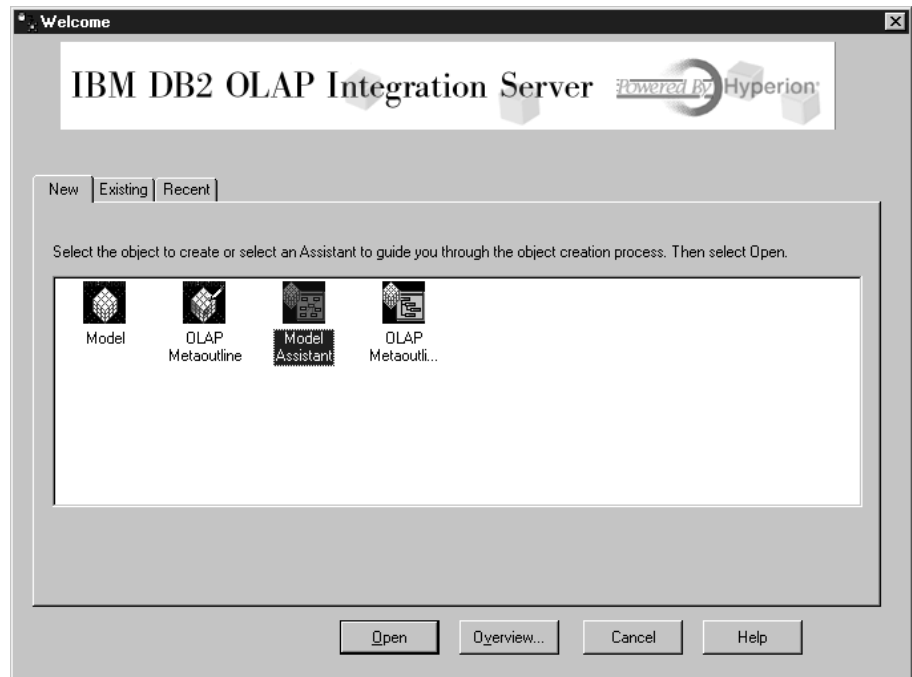 Welcome
IBM DB2 OLAP Integration Server Powered By Hyperion
New Existing Recent
Select the object to create or select an Assistant to guide you through the object creation process. Then select Open.
Model
OLAP Metaoutline
Model Assistant
OLAP Metaoutli...
Open Overview... Cancel Help